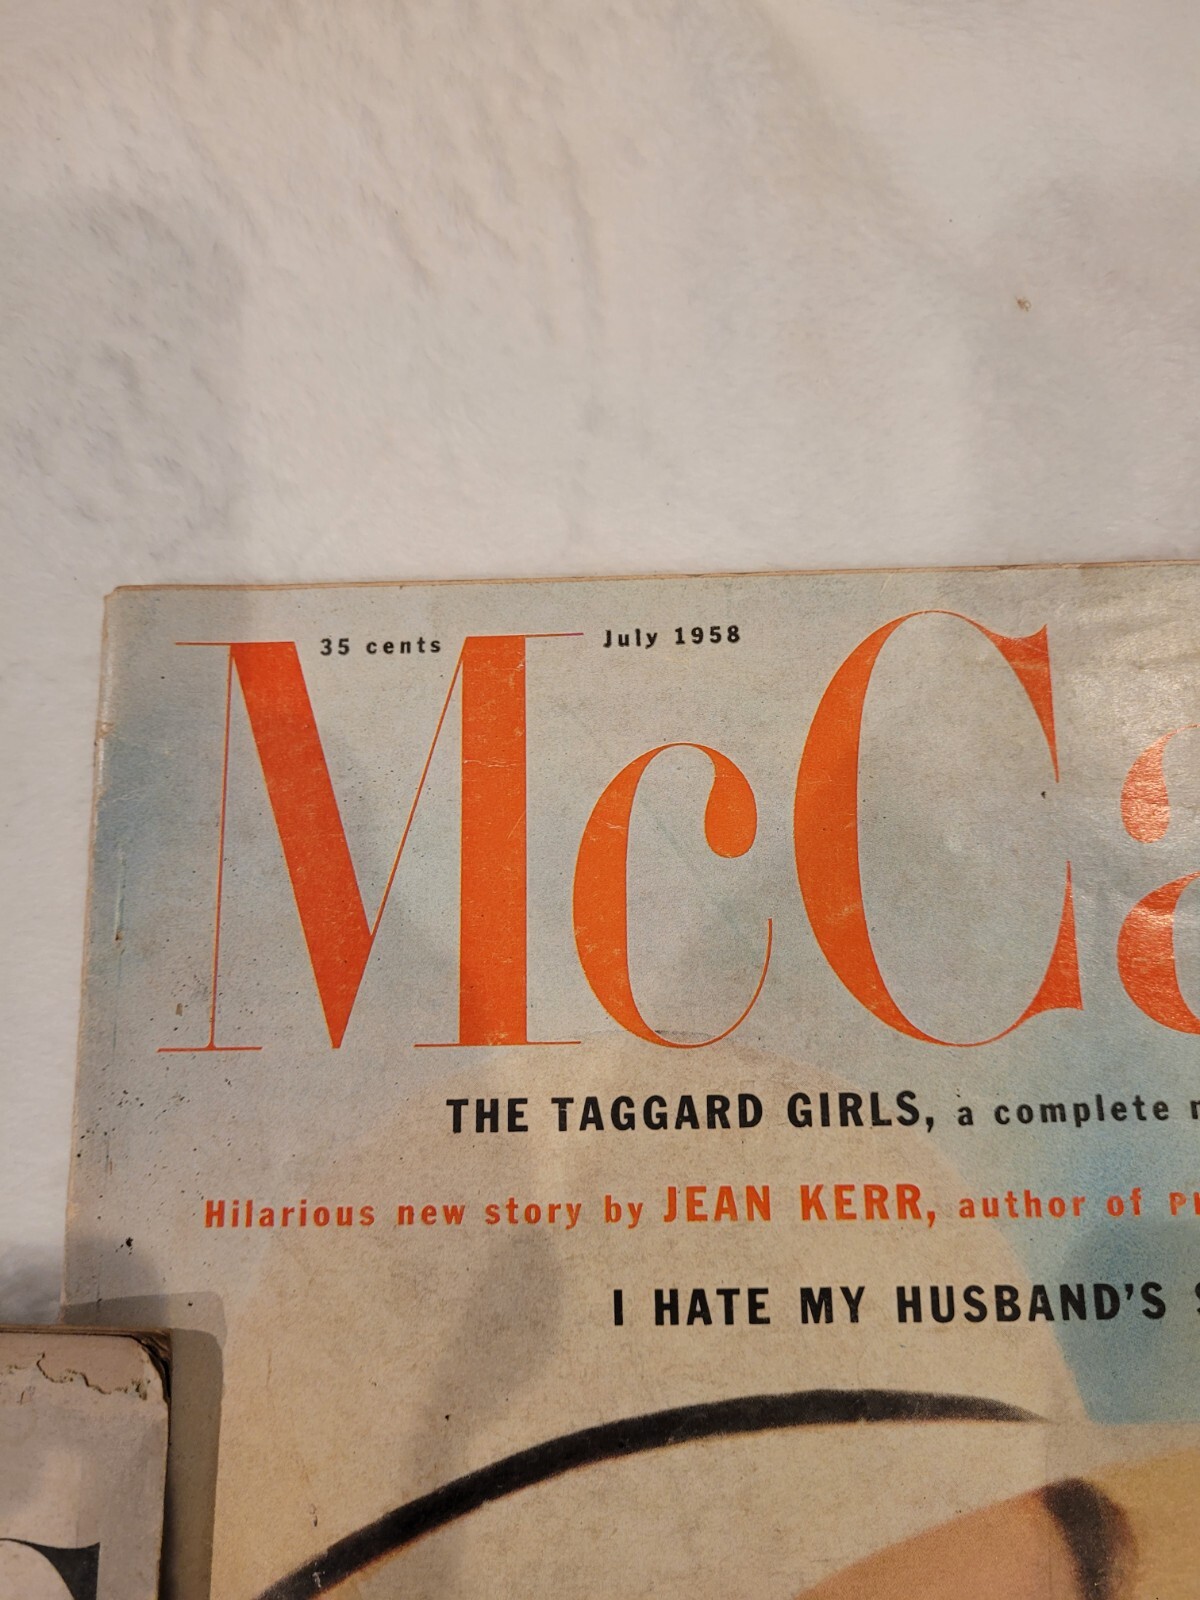 35 cents
July 1958
McCa
THE TAGGARD GIRLS, a complete
Hilarious new story by JEAN KERR, author of
I HATE MY HUSBAND'S